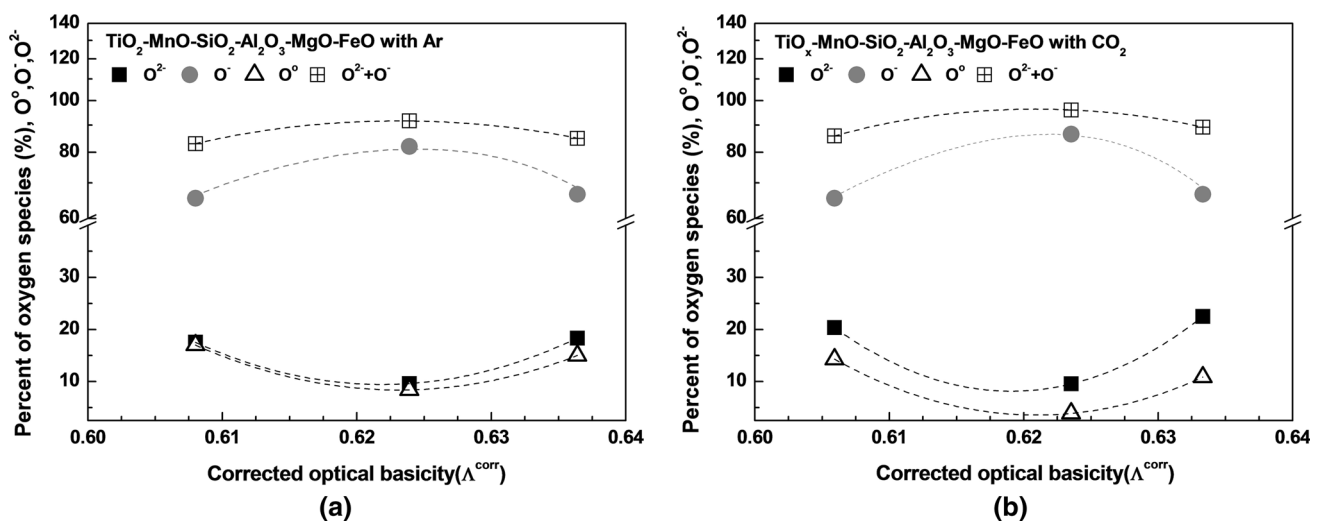 Percent of oxygen species (%), O°,O⁻,O²⁻
140
120
100
80
60
30
20
10
TiO₂-MnO-SiO₂-Al₂O₃-MgO-FeO with Ar
O²⁻ O⁻ O° O²⁻+O⁻
0.60 0.61 0.62 0.63 0.64
Corrected optical basicity(Λᶜᵒʳʳ)
(a)
Percent of oxygen species (%), O°,O⁻,O²⁻
140
120
100
80
60
30
20
10
TiOₓ-MnO-SiO₂-Al₂O₃-MgO-FeO with CO₂
O²⁻ O⁻ O° O²⁻+O⁻
0.60 0.61 0.62 0.63 0.64
Corrected optical basicity(Λᶜᵒʳʳ)
(b)